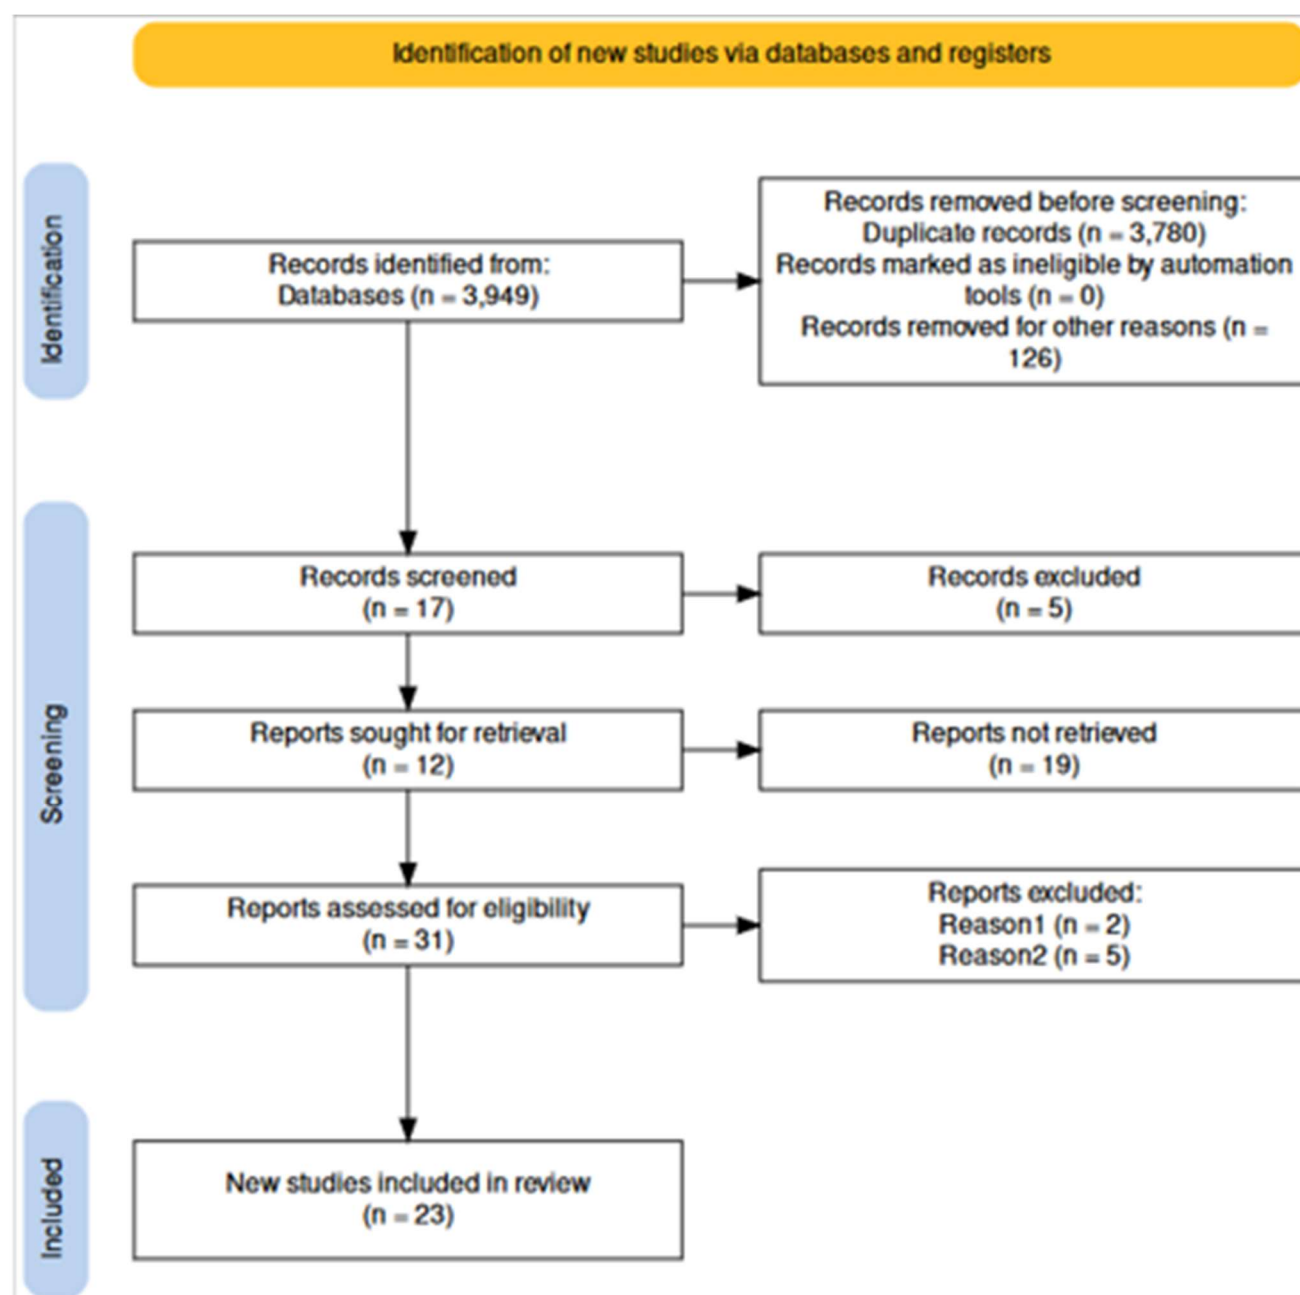 Identification of new studies via databases and registers
Identification
Records identified from:
Databases (n = 3,949)
Records removed before screening:
Duplicate records (n = 3,780)
Records marked as ineligible by automation
tools (n = 0)
Records removed for other reasons (n =
126)
Screening
Records screened
(n = 17)
Records excluded
(n = 5)
Reports sought for retrieval
(n = 12)
Reports not retrieved
(n = 19)
Reports assessed for eligibility
(n = 31)
Reports excluded:
Reason1 (n = 2)
Reason2 (n = 5)
Included
New studies included in review
(n = 23)